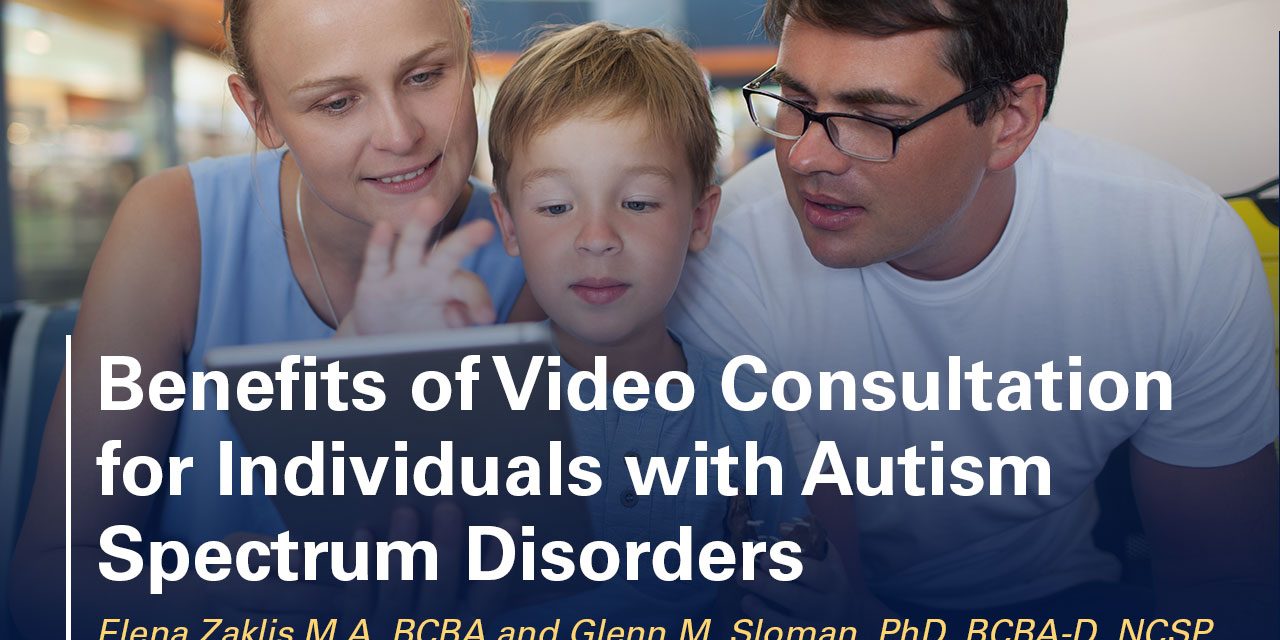 Benefits of Video Consultation
for Individuals with Autism
Spectrum Disorders
Elena Zaklis M.A. BCBA and Glenn M. Sloman, PhD, BCBA-D, NCSP